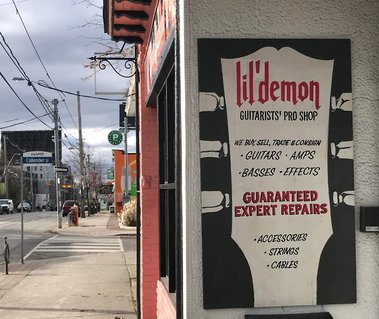 Callender St
P
lil'demon
GUITARISTS' PRO SHOP
WE BUY, SELL, TRADE & CONSIGN
• GUITARS • AMPS
• BASSES • EFFECTS
GUARANTEED
EXPERT REPAIRS
• ACCESSORIES
• STRINGS
• CABLES